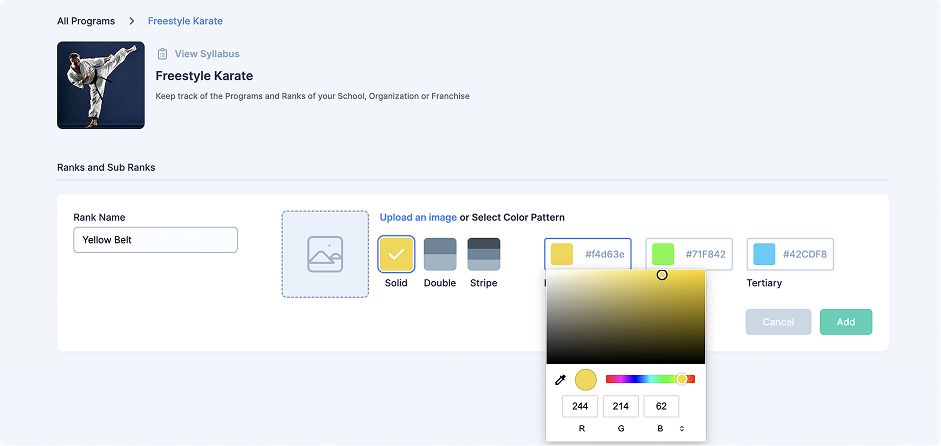 All Programs > Freestyle Karate
View Syllabus
Freestyle Karate
Keep track of the Programs and Ranks of your School, Organization or Franchise
Ranks and Sub Ranks
Rank Name
Yellow Belt
Upload an image or Select Color Pattern
Solid
Double
Stripe
#f4d63e
#71F842
#42CDF8
Tertiary
Cancel
Add
244
214
62
R
G
B